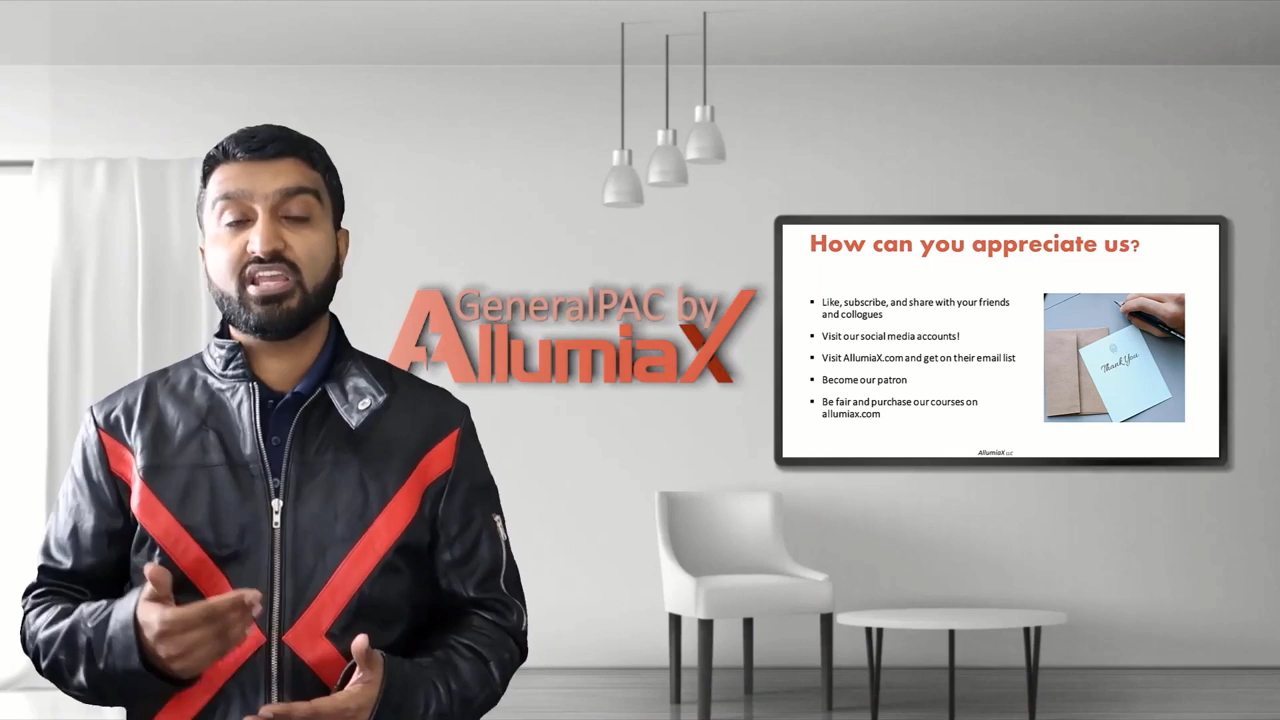 GeneralPAC by
AllumiaX
How can you appreciate us?
Like, subscribe, and share with your friends
and collogues
Visit our social media accounts!
Visit AllumiaX.com and get on their email list
Become our patron
Be fair and purchase our courses on
allumiax.com
Thank You
AllumiaX LLC